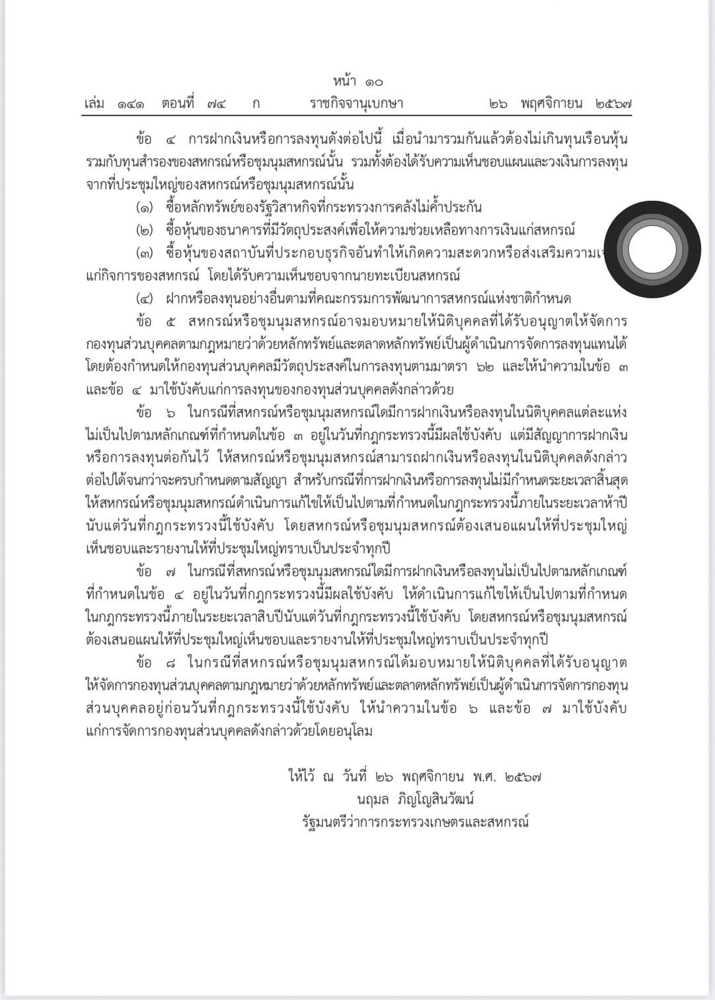 หน้า ๑๐
เล่ม ๑๔๑ ตอนที่ ๗๔ ก ราชกิจจานุเบกษา ๒๖ พฤศจิกายน ๒๕๖๗
ข้อ ๔ การฝากเงินหรือการลงทุนดังต่อไปนี้ เมื่อนำมารวมกันแล้วต้องไม่เกินทุนเรือนหุ้น
รวมกับทุนสำรองของสหกรณ์หรือชุมนุมสหกรณ์นั้น รวมทั้งต้องได้รับความเห็นชอบแผนและวงเงินการลงทุน
จากที่ประชุมใหญ่ของสหกรณ์หรือชุมนุมสหกรณ์นั้น
(๑) ซื้อหลักทรัพย์ของรัฐวิสาหกิจที่กระทรวงการคลังไม่ค้ำประกัน
(๒) ซื้อหุ้นของธนาคารที่มีวัตถุประสงค์เพื่อให้ความช่วยเหลือทางการเงินแก่สหกรณ์
(๓) ซื้อหุ้นของสถาบันที่ประกอบธุรกิจอันทำให้เกิดความสะดวกหรือส่งเสริมความ
แก่กิจการของสหกรณ์ โดยได้รับความเห็นชอบจากนายทะเบียนสหกรณ์
(๔) ฝากหรือลงทุนอย่างอื่นตามที่คณะกรรมการพัฒนาการสหกรณ์แห่งชาติกำหนด
ข้อ ๕ สหกรณ์หรือชุมนุมสหกรณ์อาจมอบหมายให้นิติบุคคลที่ได้รับอนุญาตให้จัดการ
กองทุนส่วนบุคคลตามกฎหมายว่าด้วยหลักทรัพย์และตลาดหลักทรัพย์เป็นผู้ดำเนินการจัดการลงทุนแทนได้
โดยต้องกำหนดให้กองทุนส่วนบุคคลมีวัตถุประสงค์ในการลงทุนตามมาตรา ๖๒ และให้นำความในข้อ ๓
และข้อ ๔ มาใช้บังคับแก่การลงทุนของกองทุนส่วนบุคคลดังกล่าวด้วย
ข้อ ๖ ในกรณีที่สหกรณ์หรือชุมนุมสหกรณ์ใดมีการฝากเงินหรือลงทุนในนิติบุคคลแต่ละแห่ง
ไม่เป็นไปตามหลักเกณฑ์ที่กำหนดในข้อ ๓ อยู่ในวันที่กฎกระทรวงนี้มีผลใช้บังคับ แต่มีสัญญาการฝากเงิน
หรือการลงทุนต่อกันไว้ ให้สหกรณ์หรือชุมนุมสหกรณ์สามารถฝากเงินหรือลงทุนในนิติบุคคลดังกล่าว
ต่อไปได้จนกว่าจะครบกำหนดตามสัญญา สำหรับกรณีที่การฝากเงินหรือการลงทุนไม่มีกำหนดระยะเวลาสิ้นสุด
ให้สหกรณ์หรือชุมนุมสหกรณ์ดำเนินการแก้ไขให้เป็นไปตามที่กำหนดในกฎกระทรวงนี้ภายในระยะเวลาห้าปี
นับแต่วันที่กฎกระทรวงนี้ใช้บังคับ โดยสหกรณ์หรือชุมนุมสหกรณ์ต้องเสนอแผนให้ที่ประชุมใหญ่
เห็นชอบและรายงานให้ที่ประชุมใหญ่ทราบเป็นประจำทุกปี
ข้อ ๗ ในกรณีที่สหกรณ์หรือชุมนุมสหกรณ์ใดมีการฝากเงินหรือลงทุนไม่เป็นไปตามหลักเกณฑ์
ที่กำหนดในข้อ ๔ อยู่ในวันที่กฎกระทรวงนี้มีผลใช้บังคับ ให้ดำเนินการแก้ไขให้เป็นไปตามที่กำหนด
ในกฎกระทรวงนี้ภายในระยะเวลาสิบปีนับแต่วันที่กฎกระทรวงนี้ใช้บังคับ โดยสหกรณ์หรือชุมนุมสหกรณ์
ต้องเสนอแผนให้ที่ประชุมใหญ่เห็นชอบและรายงานให้ที่ประชุมใหญ่ทราบเป็นประจำทุกปี
ข้อ ๘ ในกรณีที่สหกรณ์หรือชุมนุมสหกรณ์ได้มอบหมายให้นิติบุคคลที่ได้รับอนุญาต
ให้จัดการกองทุนส่วนบุคคลตามกฎหมายว่าด้วยหลักทรัพย์และตลาดหลักทรัพย์เป็นผู้ดำเนินการจัดการกองทุน
ส่วนบุคคลอยู่ก่อนวันที่กฎกระทรวงนี้ใช้บังคับ ให้นำความในข้อ ๖ และข้อ ๗ มาใช้บังคับ
แก่การจัดการกองทุนส่วนบุคคลดังกล่าวด้วยโดยอนุโลม
ให้ไว้ ณ วันที่ ๒๖ พฤศจิกายน พ.ศ. ๒๕๖๗
นฤมล ภิญโญสินวัฒน์
รัฐมนตรีว่าการกระทรวงเกษตรและสหกรณ์